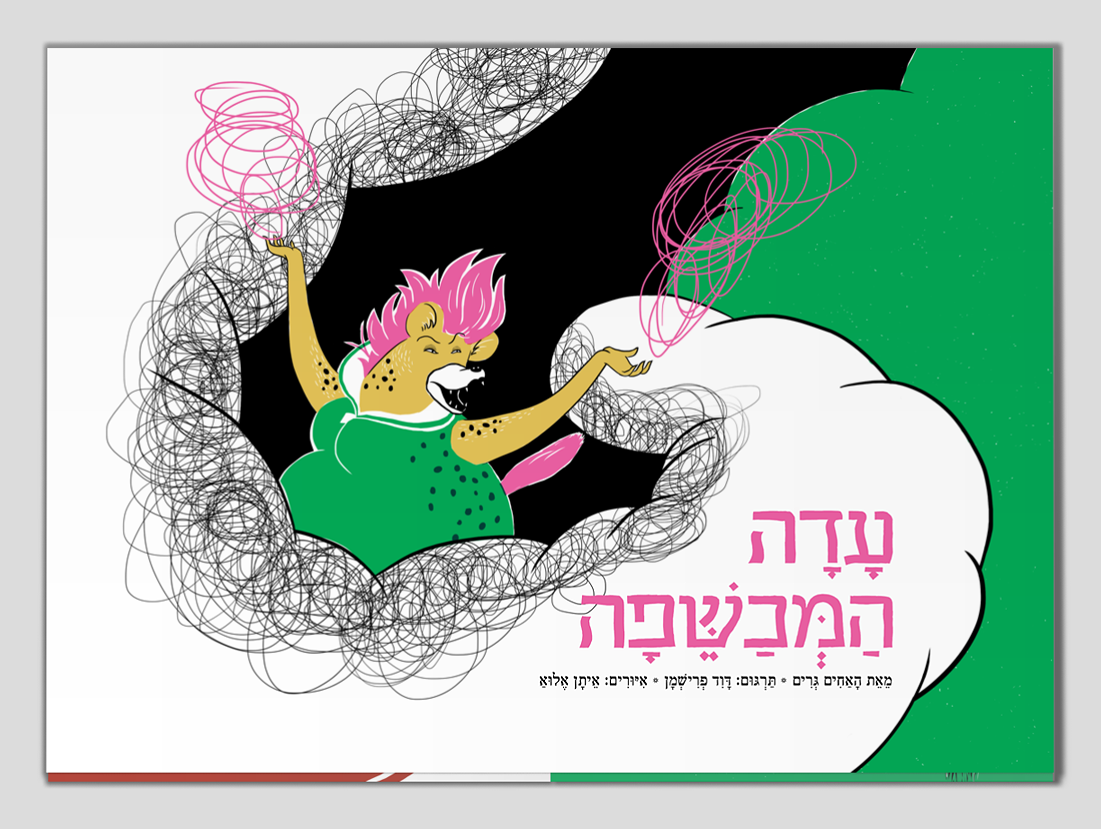 עָדָה
הַמְּכַשֵּׁפָה
מֵאֵת הָאַחִים גְּרִים • תַּרְגּוּם: דָּוִד פְרִישְׁמָן • אִיּוּרִים: אֵיתָן אֶלוּאַ